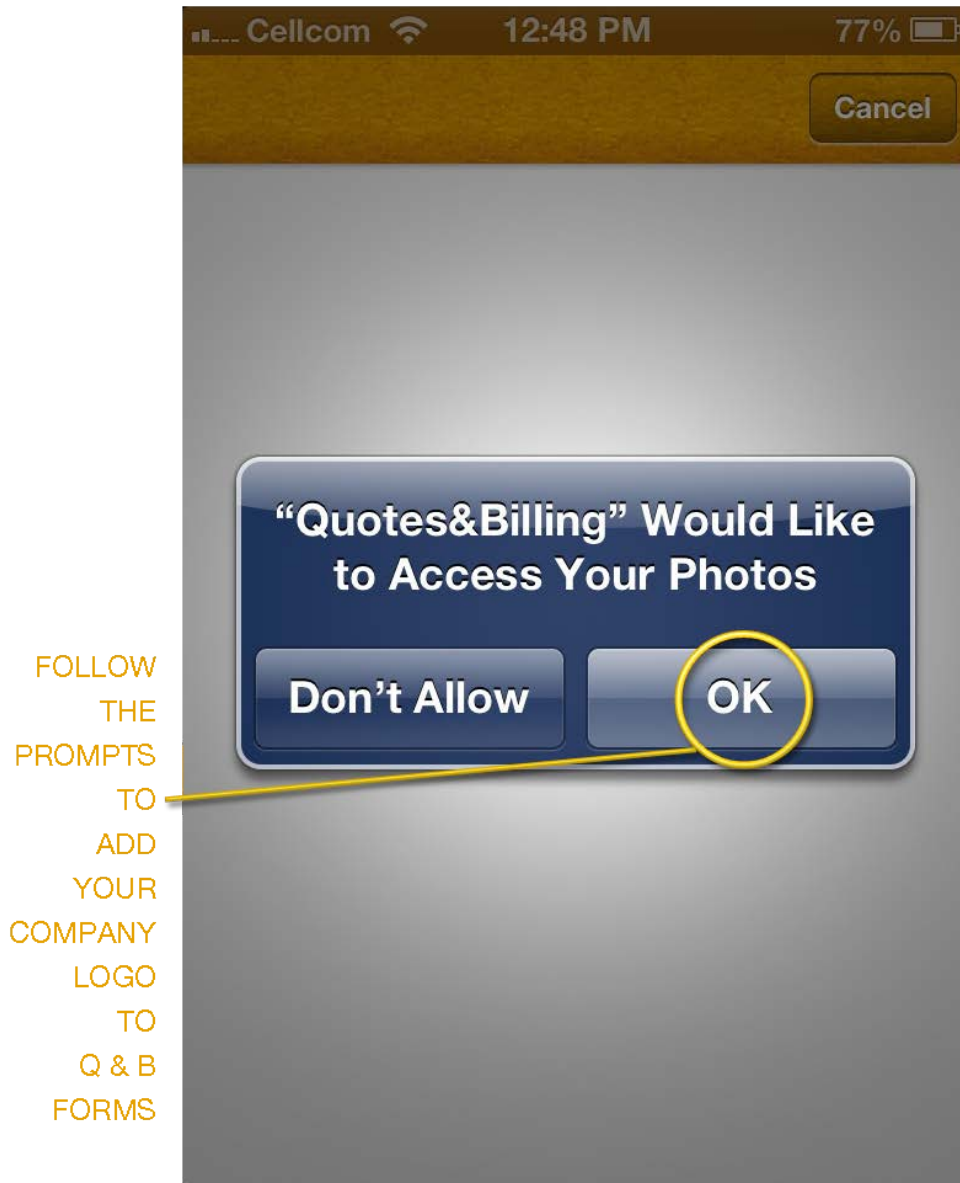 Cellcom 12:48 PM 77%
Cancel
“Quotes&Billing” Would Like
to Access Your Photos
Don’t Allow OK
FOLLOW
THE
PROMPTS
TO
ADD
YOUR
COMPANY
LOGO
TO
Q & B
FORMS